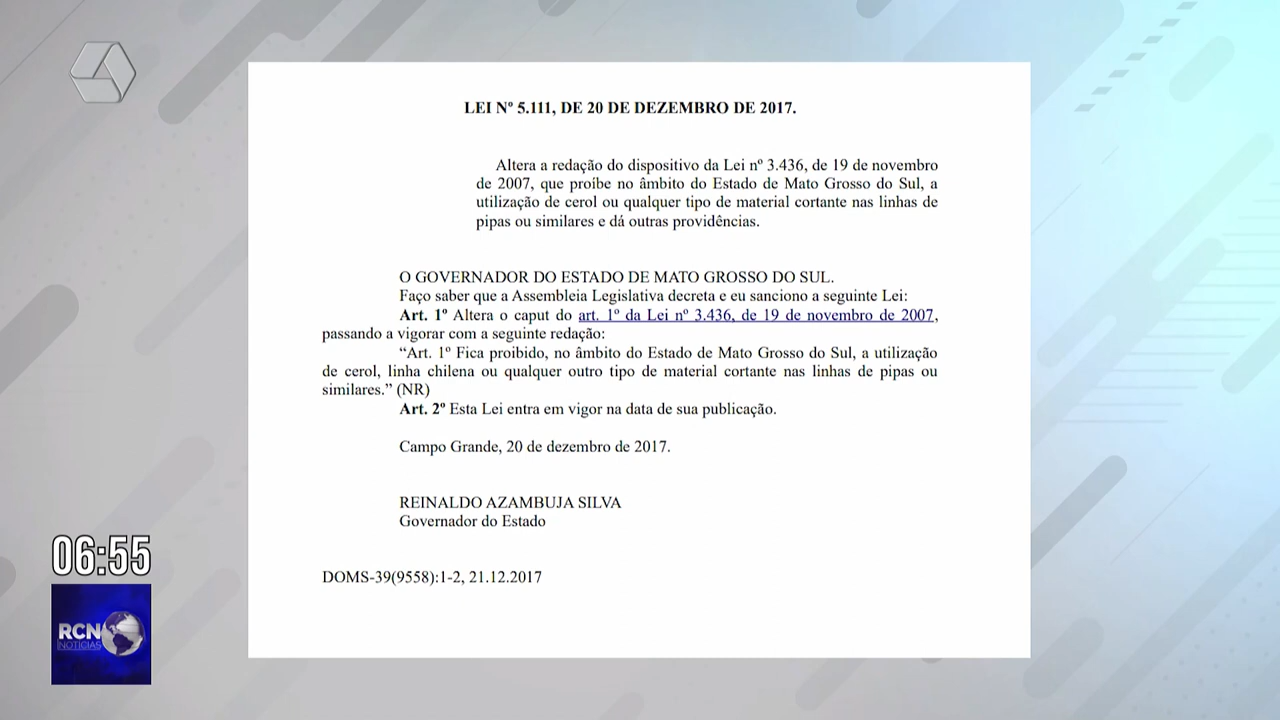 LEI Nº 5.111, DE 20 DE DEZEMBRO DE 2017.
Altera a redação do dispositivo da Lei nº 3.436, de 19 de novembro
de 2007, que proíbe no âmbito do Estado de Mato Grosso do Sul, a
utilização de cerol ou qualquer tipo de material cortante nas linhas de
pipas ou similares e dá outras providências.
O GOVERNADOR DO ESTADO DE MATO GROSSO DO SUL.
Faço saber que a Assembleia Legislativa decreta e eu sanciono a seguinte Lei:
Art. 1º Altera o caput do art. 1º da Lei nº 3.436, de 19 de novembro de 2007,
passando a vigorar com a seguinte redação:
“Art. 1º Fica proibido, no âmbito do Estado de Mato Grosso do Sul, a utilização
de cerol, linha chilena ou qualquer outro tipo de material cortante nas linhas de pipas ou
similares.” (NR)
Art. 2º Esta Lei entra em vigor na data de sua publicação.
Campo Grande, 20 de dezembro de 2017.
REINALDO AZAMBUJA SILVA
Governador do Estado
DOMS-39(9558):1-2, 21.12.2017
06:55
RCN
NOTÍCIAS